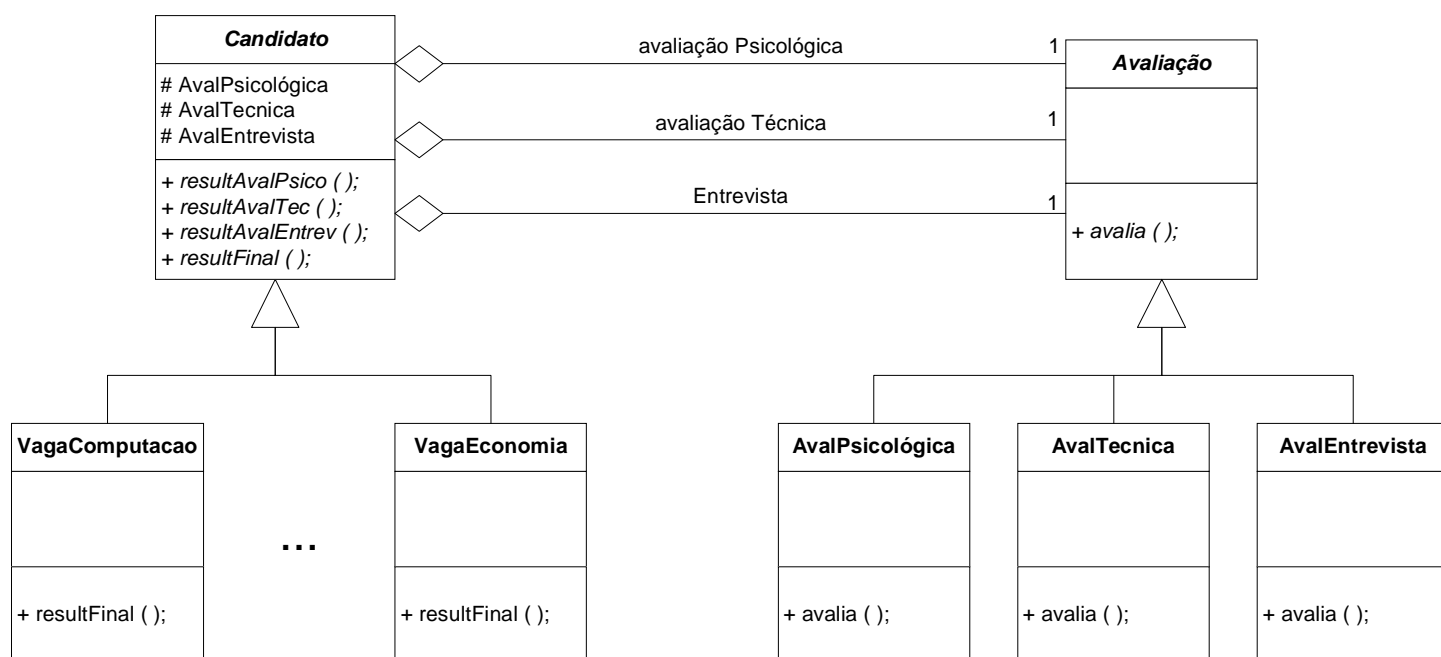 Candidato
# AvalPsicológica
# AvalTecnica
# AvalEntrevista
+ resultAvalPsico ( );
+ resultAvalTec ( );
+ resultAvalEntrev ( );
+ resultFinal ( );
avaliação Psicológica
1
avaliação Técnica
1
Entrevista
1
Avaliação
+ avalia ( );
VagaComputacao
+ resultFinal ( );
...
VagaEconomia
+ resultFinal ( );
AvalPsicológica
+ avalia ( );
AvalTecnica
+ avalia ( );
AvalEntrevista
+ avalia ( );